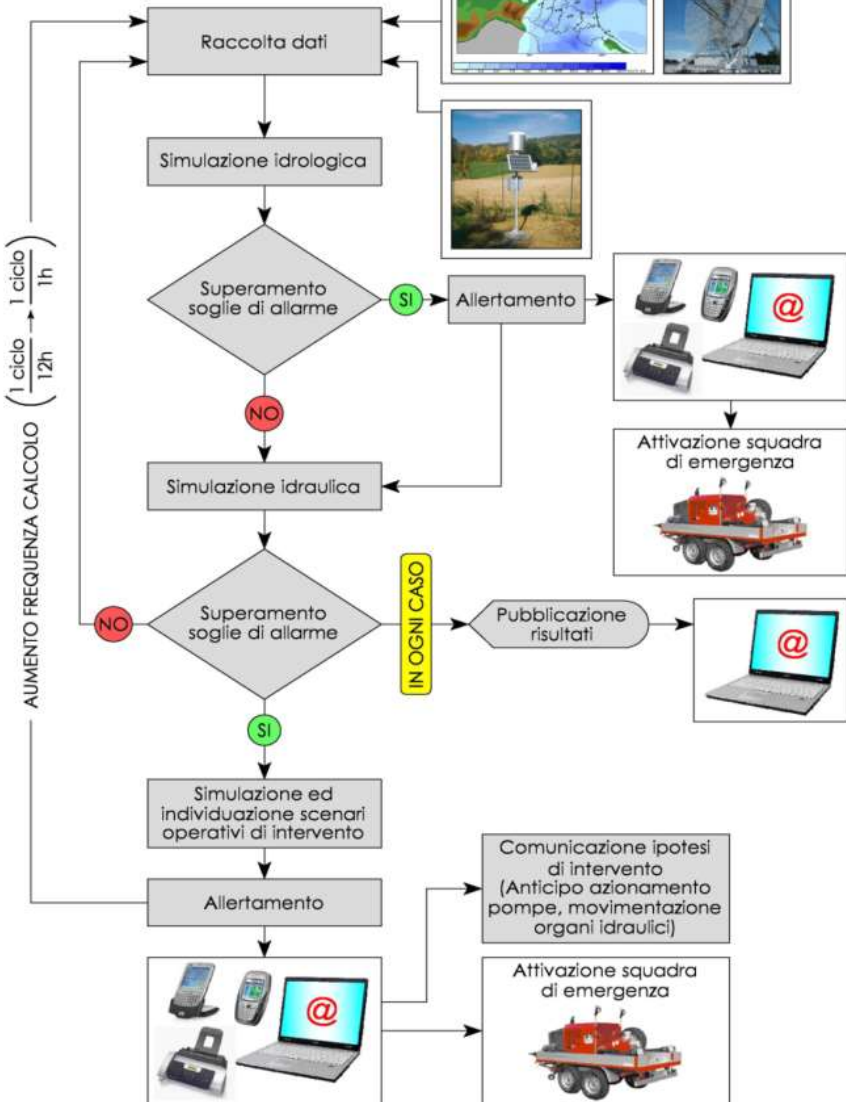 Raccolta dati
Simulazione idrologica
Superamento
soglie di allarme
SI
Allertamento
@
NO
Attivazione squadra
di emergenza
Simulazione idraulica
AUMENTO FREQUENZA CALCOLO (1 ciclo/12h → 1 ciclo/1h)
Superamento
soglie di allarme
NO
IN OGNI CASO
Pubblicazione
risultati
@
SI
Simulazione ed
individuazione scenari
operativi di intervento
Allertamento
Comunicazione ipotesi
di intervento
(Anticipo azionamento
pompe, movimentazione
organi idraulici)
@
Attivazione squadra
di emergenza